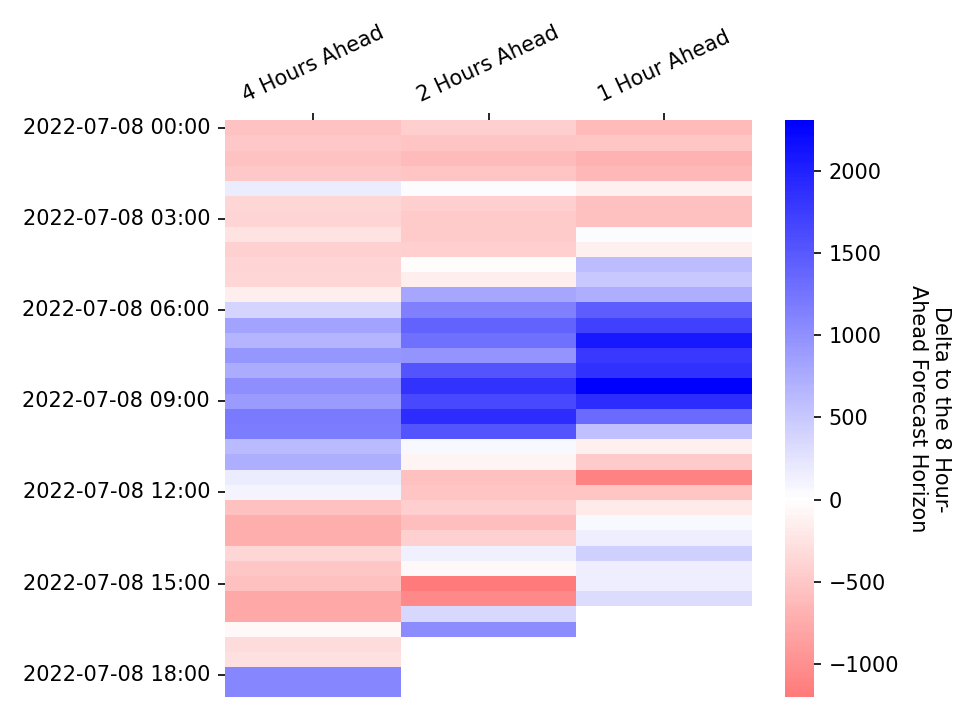 4 Hours Ahead
2 Hours Ahead
1 Hour Ahead
2022-07-08 00:00
2022-07-08 03:00
2022-07-08 06:00
2022-07-08 09:00
2022-07-08 12:00
2022-07-08 15:00
2022-07-08 18:00
2000
1500
1000
500
0
−500
−1000
Delta to the 8 Hour-
Ahead Forecast Horizon